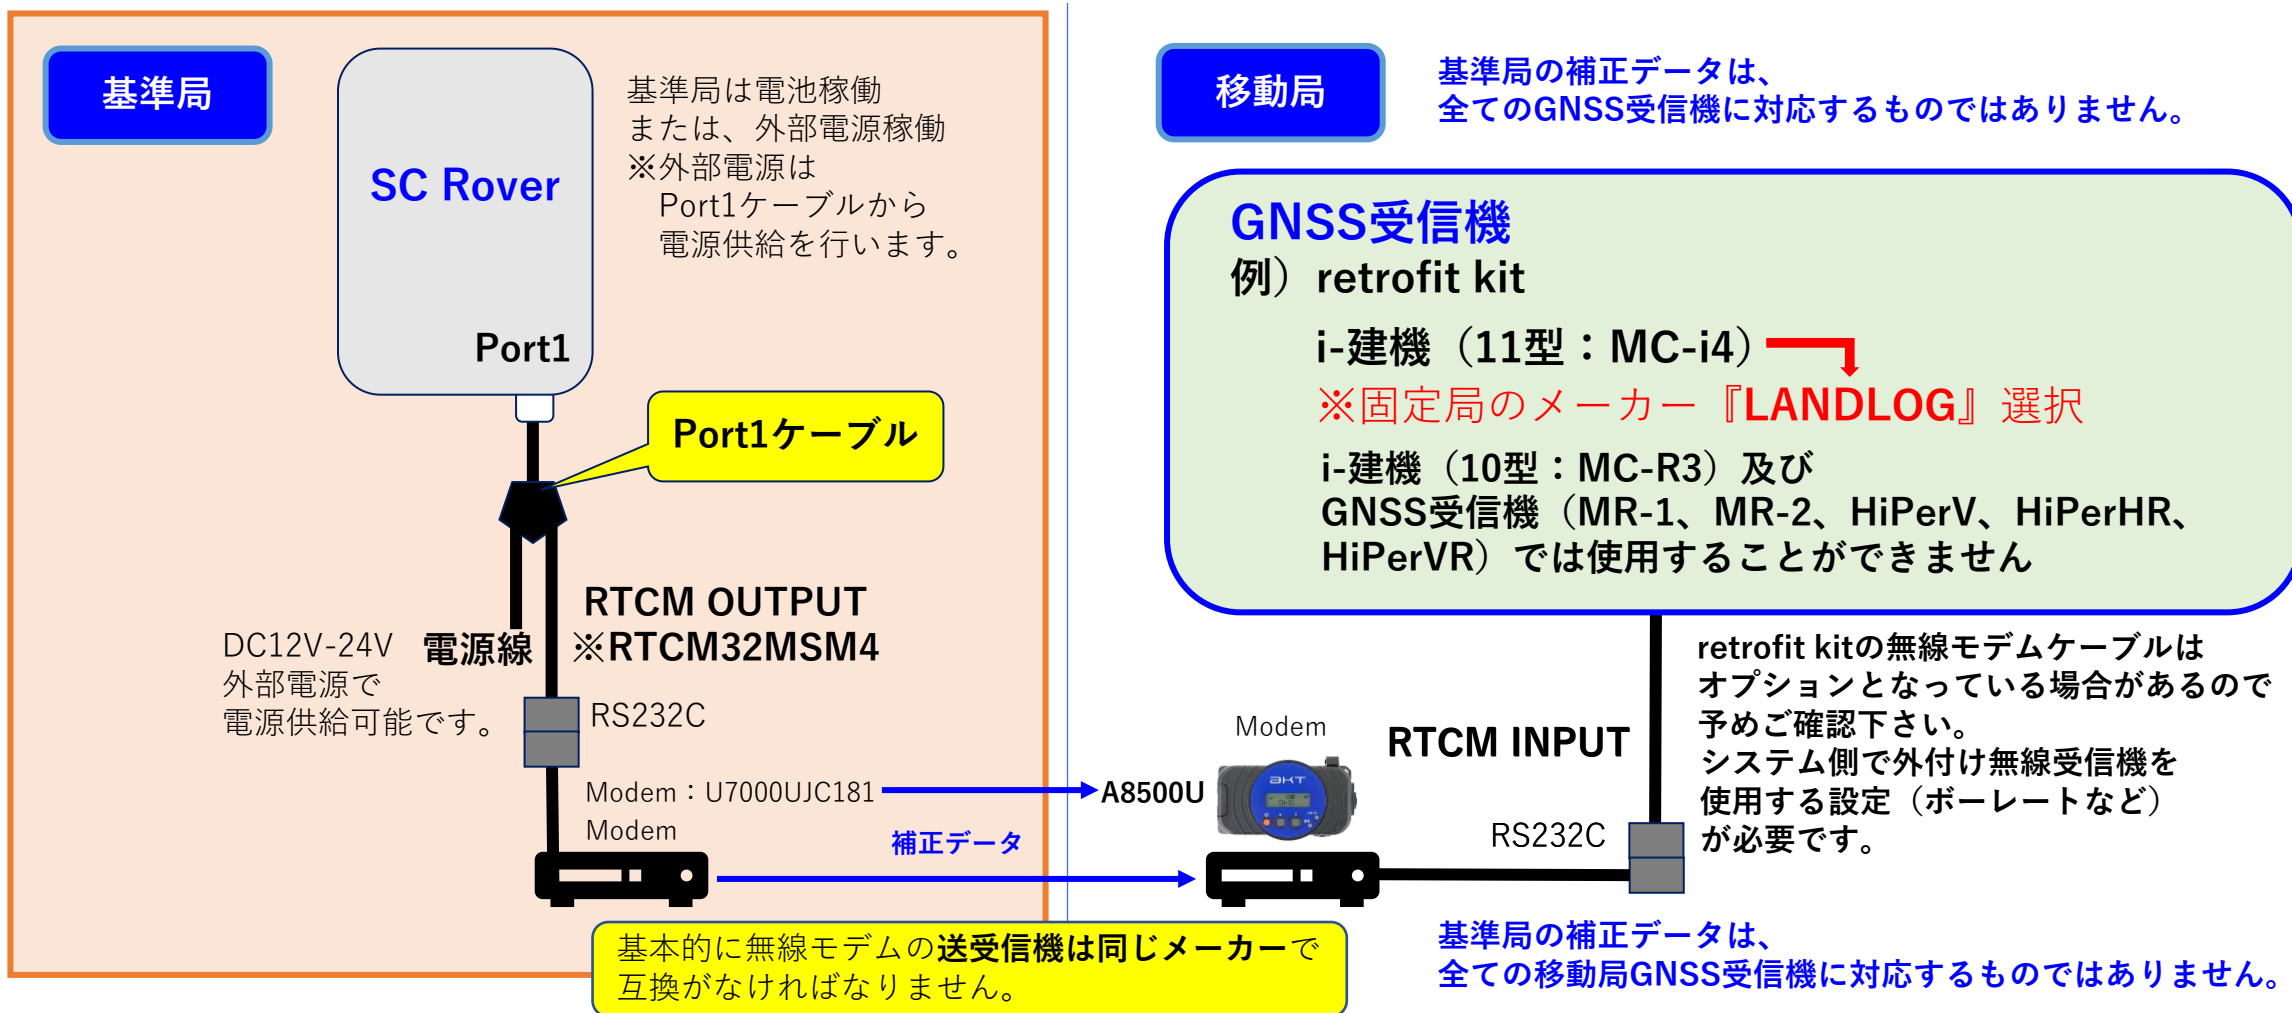 基準局
SC Rover
Port1
基準局は電池稼働
または、外部電源稼働
※外部電源は
Port1ケーブルから
電源供給を行います。
Port1ケーブル
RTCM OUTPUT
※RTCM32MSM4
電源線
DC12V-24V
外部電源で
電源供給可能です。
RS232C
Modem：U7000UJC181
Modem
補正データ
基本的に無線モデムの送受信機は同じメーカーで
互換がなければなりません。
移動局
基準局の補正データは、
全てのGNSS受信機に対応するものではありません。
GNSS受信機
例）retrofit kit
i-建機（11型：MC-i4）
※固定局のメーカー『LANDLOG』選択
i-建機（10型：MC-R3）及び
GNSS受信機（MR-1、MR-2、HiPerV、HiPerHR、
HiPerVR）では使用することができません
retrofit kitの無線モデムケーブルは
オプションとなっている場合があるので
予めご確認下さい。
システム側で外付け無線受信機を
使用する設定（ボーレートなど）
が必要です。
Modem
A8500U
RTCM INPUT
RS232C
基準局の補正データは、
全ての移動局GNSS受信機に対応するものではありません。